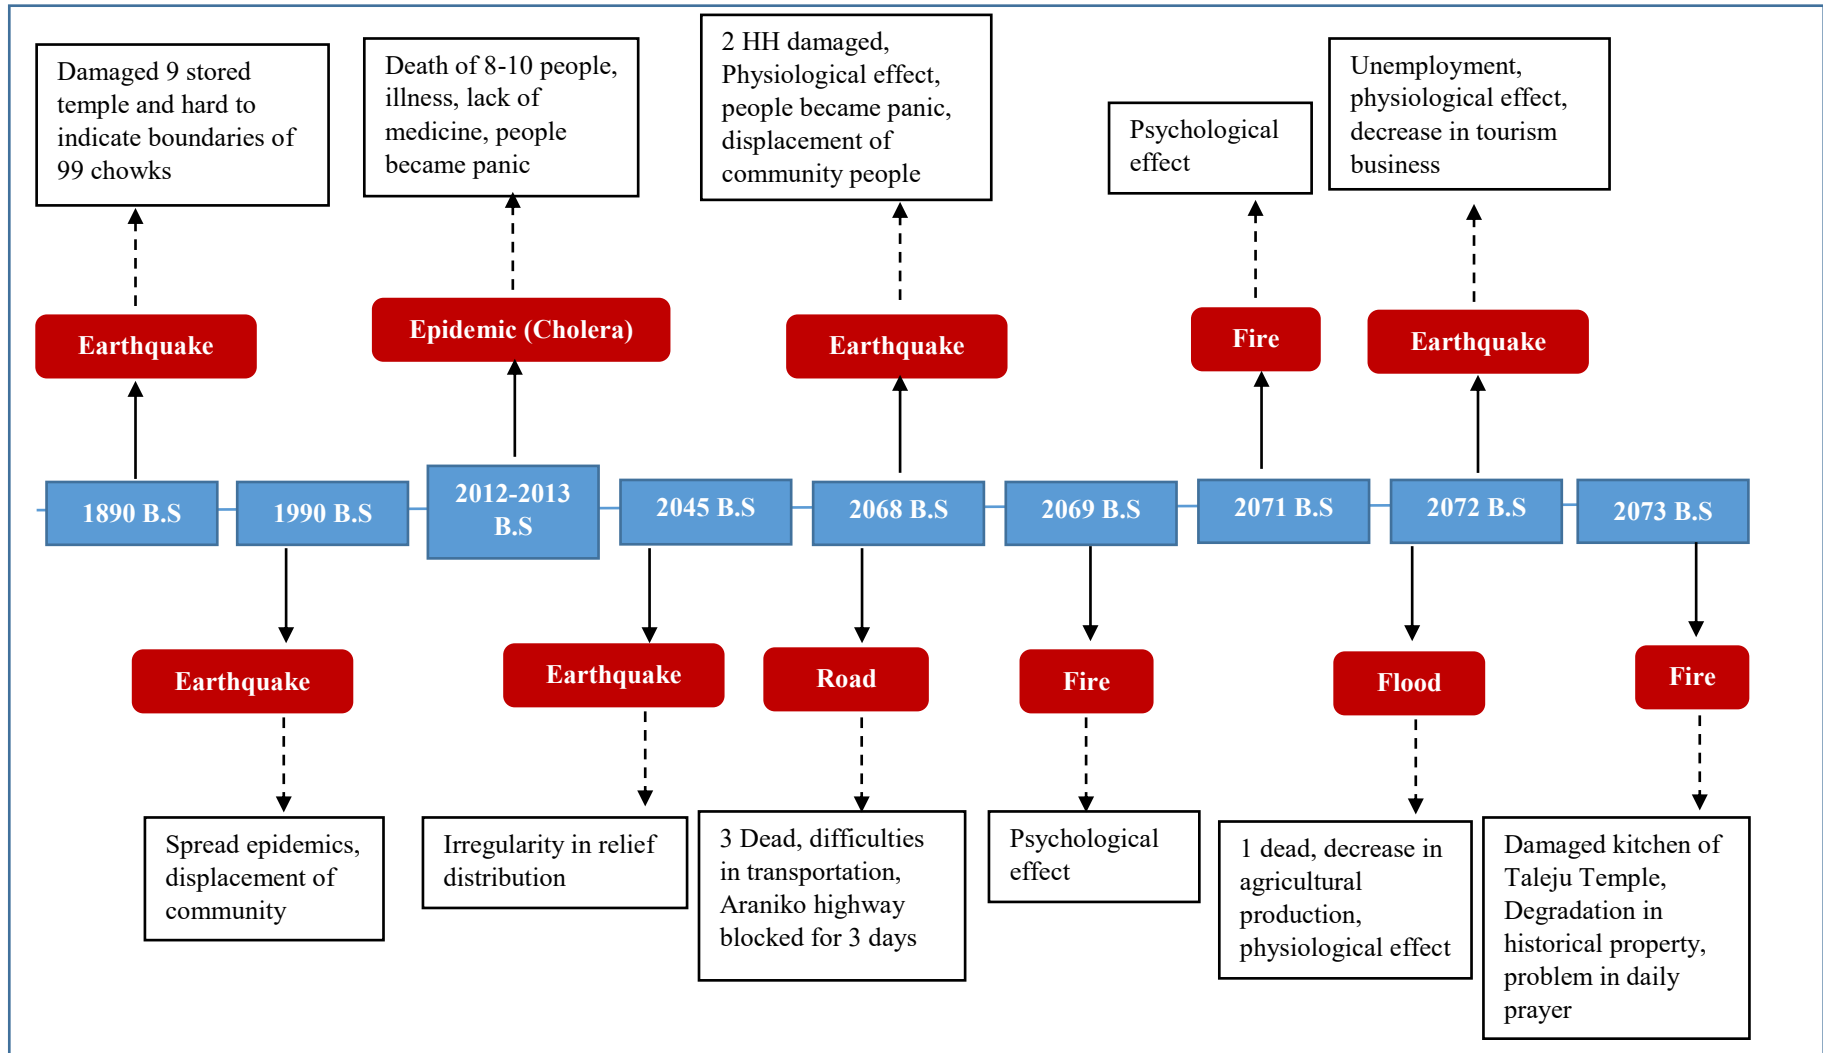 Damaged 9 stored
temple and hard to
indicate boundaries of
99 chowks
Death of 8-10 people,
illness, lack of
medicine, people
became panic
2 HH damaged,
Physiological effect,
people became panic,
displacement of
community people
Psychological
effect
Unemployment,
physiological effect,
decrease in tourism
business
Earthquake
Epidemic (Cholera)
Earthquake
Fire
Earthquake
1890 B.S
1990 B.S
2012-2013
B.S
2045 B.S
2068 B.S
2069 B.S
2071 B.S
2072 B.S
2073 B.S
Earthquake
Earthquake
Road
Fire
Flood
Fire
Spread epidemics,
displacement of
community
Irregularity in relief
distribution
3 Dead, difficulties
in transportation,
Araniko highway
blocked for 3 days
Psychological
effect
1 dead, decrease in
agricultural
production,
physiological effect
Damaged kitchen of
Taleju Temple,
Degradation in
historical property,
problem in daily
prayer